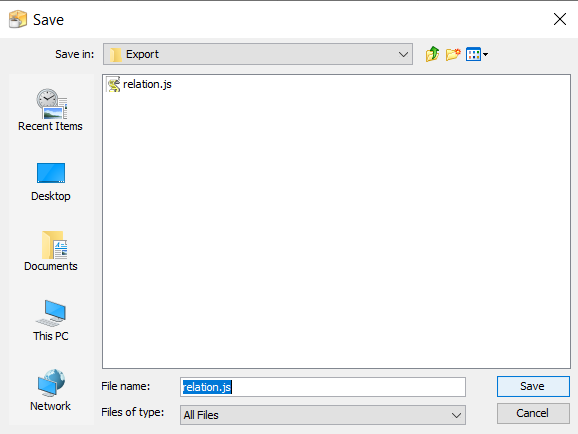 Save
Save in:
Export
relation.js
Recent Items
Desktop
Documents
This PC
Network
File name:
relation.js
Save
Files of type:
All Files
Cancel